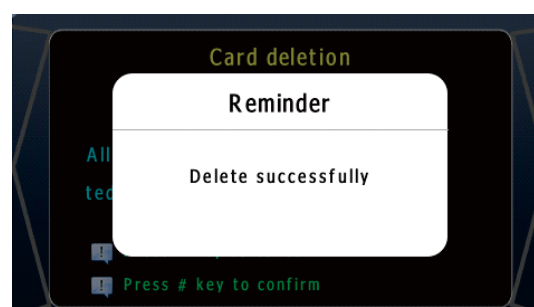 Card deletion
Reminder
All
Delete successfully
ted
Press # key to confirm